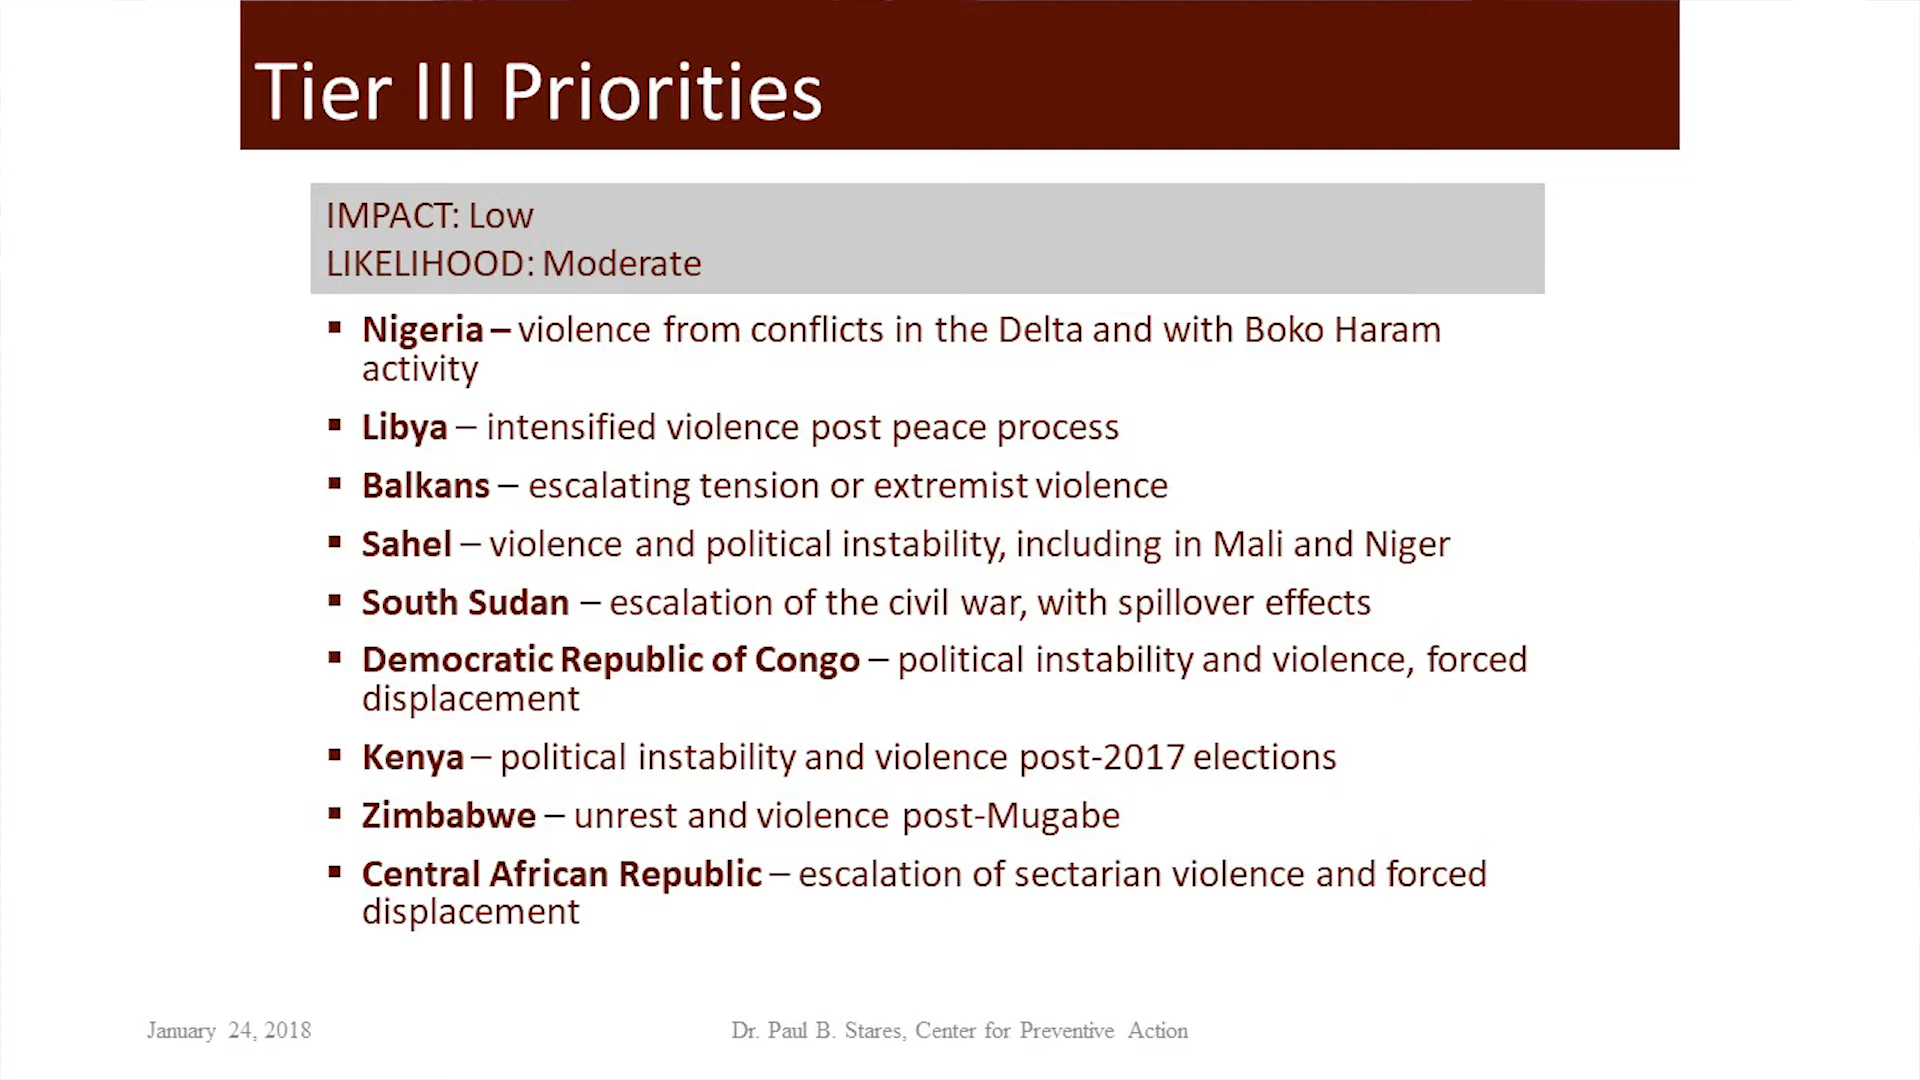 Tier III Priorities
IMPACT: Low
LIKELIHOOD: Moderate
▪ Nigeria – violence from conflicts in the Delta and with Boko Haram
activity
▪ Libya – intensified violence post peace process
▪ Balkans – escalating tension or extremist violence
▪ Sahel – violence and political instability, including in Mali and Niger
▪ South Sudan – escalation of the civil war, with spillover effects
▪ Democratic Republic of Congo – political instability and violence, forced
displacement
▪ Kenya – political instability and violence post-2017 elections
▪ Zimbabwe – unrest and violence post-Mugabe
▪ Central African Republic – escalation of sectarian violence and forced
displacement
January 24, 2018
Dr. Paul B. Stares, Center for Preventive Action